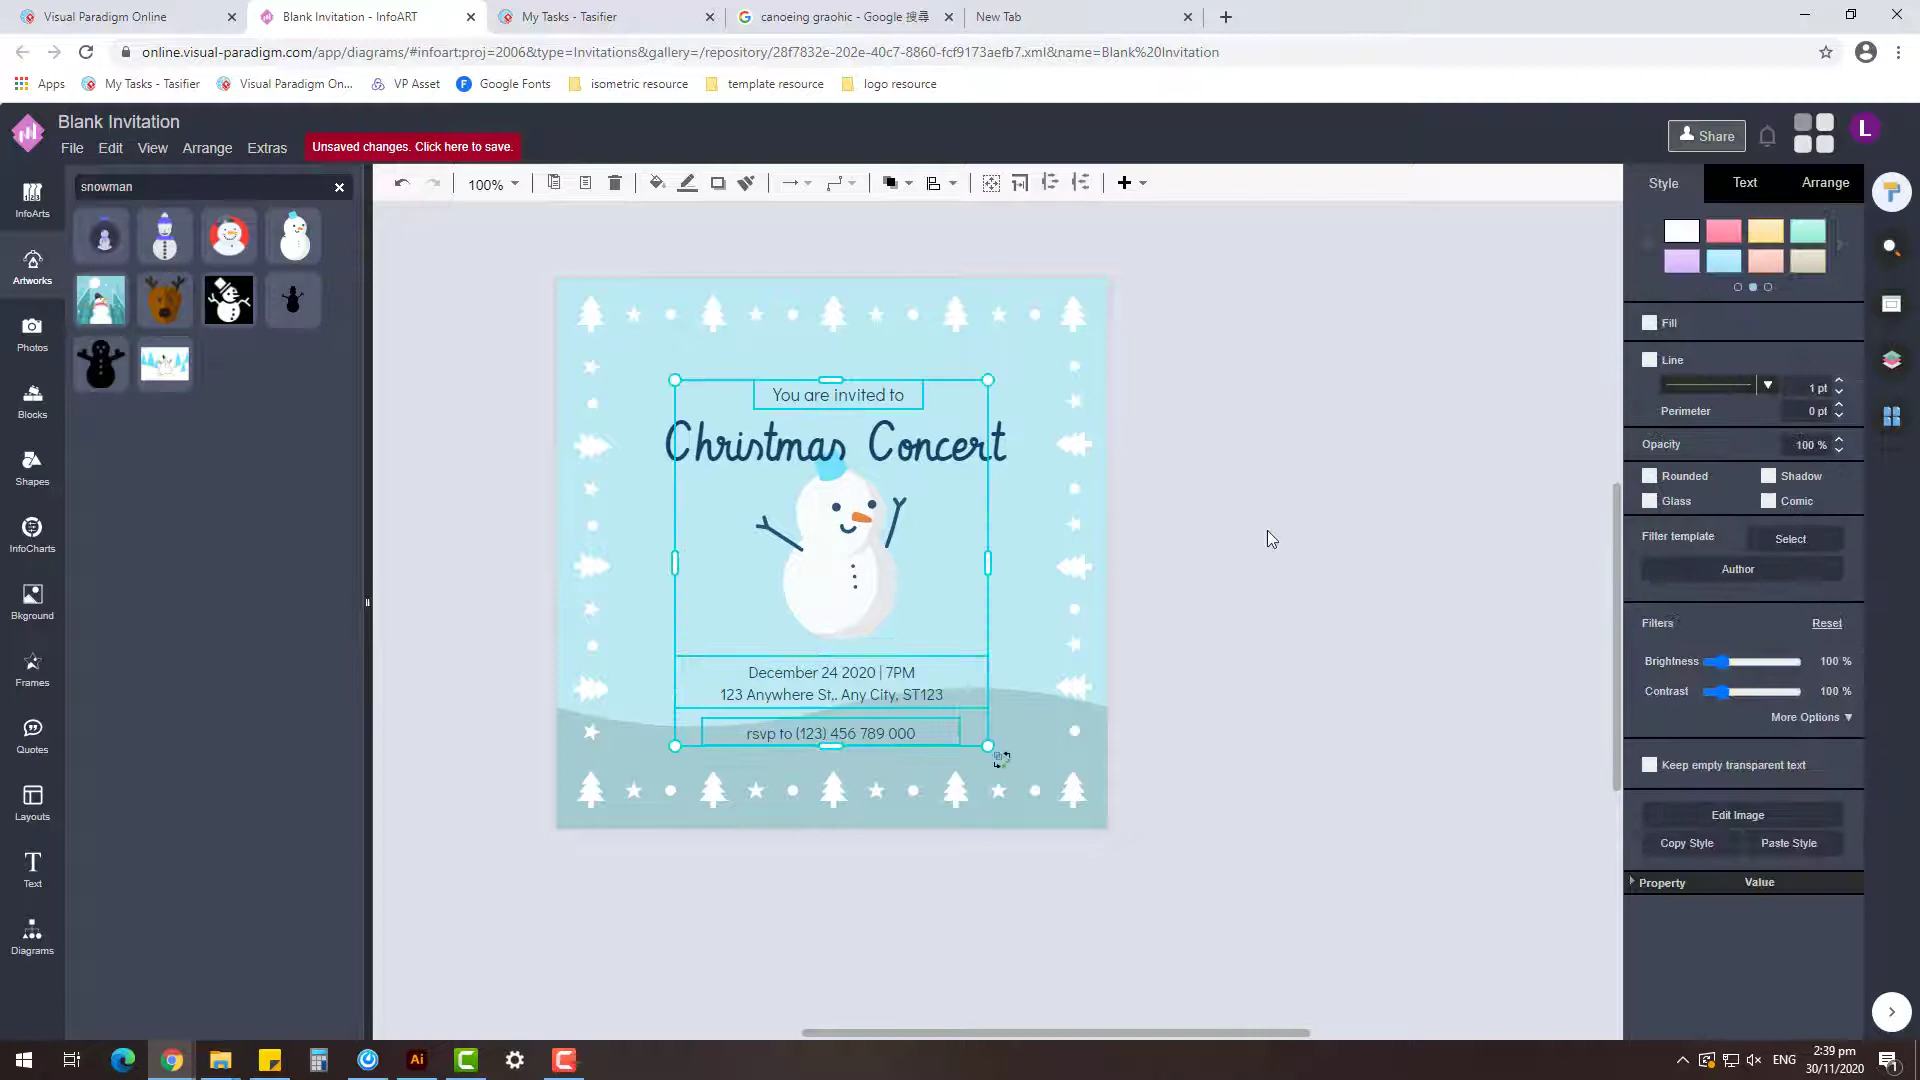 Visual Paradigm Online
Blank Invitation - InfoART
My Tasks - Tasifier
canoeing graohic - Google 搜尋
New Tab
online.visual-paradigm.com/app/diagrams/#infoart:proj=2006&type=Invitations&gallery=/repository/28f7832e-202e-40c7-8860-fcf9173aefb7.xml&name=Blank%20Invitation
Apps
My Tasks - Tasifier
Visual Paradigm On...
VP Asset
Google Fonts
isometric resource
template resource
logo resource
Blank Invitation
File
Edit
View
Arrange
Extras
Unsaved changes. Click here to save.
Share
L
snowman
100%
Style
Text
Arrange
InfoArts
Artworks
Photos
Blocks
Shapes
InfoCharts
Bkground
Frames
Quotes
Layouts
Text
Diagrams
You are invited to
Christmas Concert
December 24 2020 | 7PM
123 Anywhere St,. Any City, ST123
rsvp to (123) 456 789 000
Fill
Line
1 pt
Perimeter
0 pt
Opacity
100 %
Rounded
Shadow
Glass
Comic
Filter template
Select
Author
Filters
Reset
Brightness
100 %
Contrast
100 %
More Options ▼
Keep empty transparent text
Edit Image
Copy Style
Paste Style
Property
Value
Ai
ENG
2:39 pm
30/11/2020
1